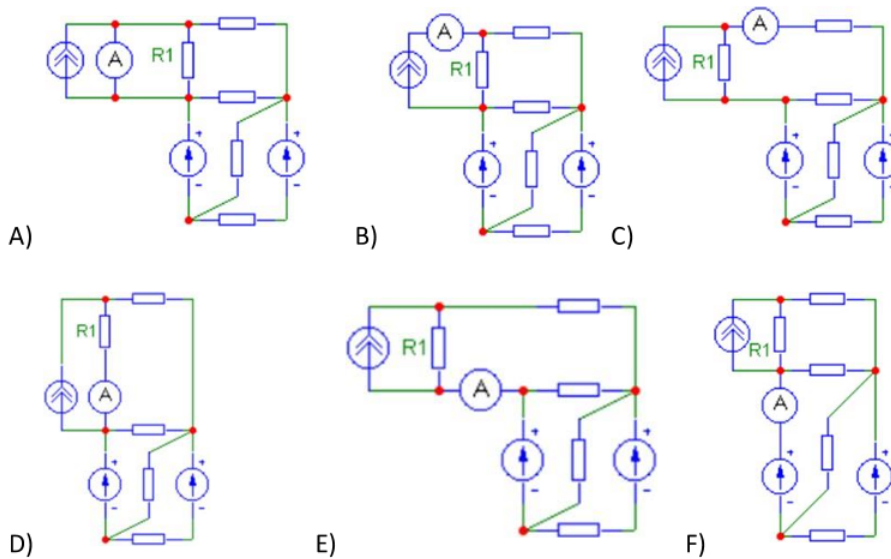 A R1 + - + -
A)
A R1 + - + -
B)
A R1 + - + -
C)
R1 A + - + -
D)
R1 A + - + -
E)
R1 A + - + -
F)